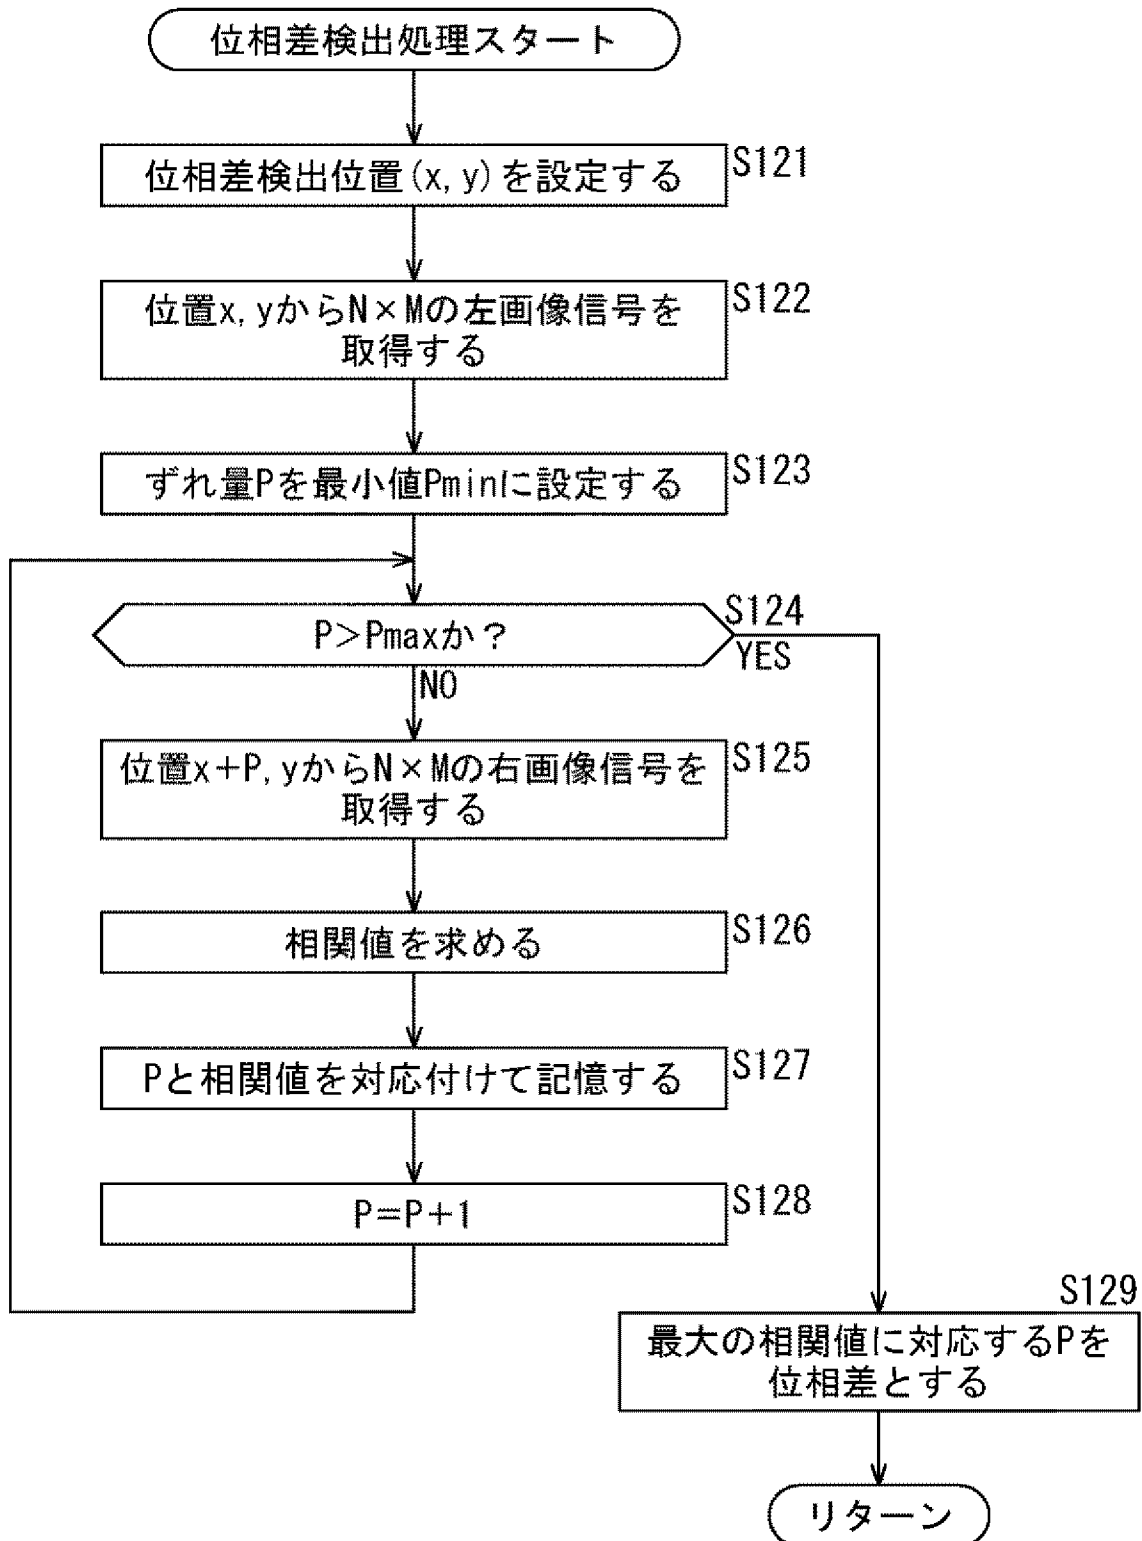 位相差検出処理スタート
位相差検出位置(x,y)を設定する
S121
位置x,yからN×Mの左画像信号を
取得する
S122
ずれ量Pを最小値Pminに設定する
S123
P>Pmaxか?
S124
YES
NO
位置x+P,yからN×Mの右画像信号を
取得する
S125
相関値を求める
S126
Pと相関値を対応付けて記憶する
S127
P=P+1
S128
S129
最大の相関値に対応するPを
位相差とする
リターン